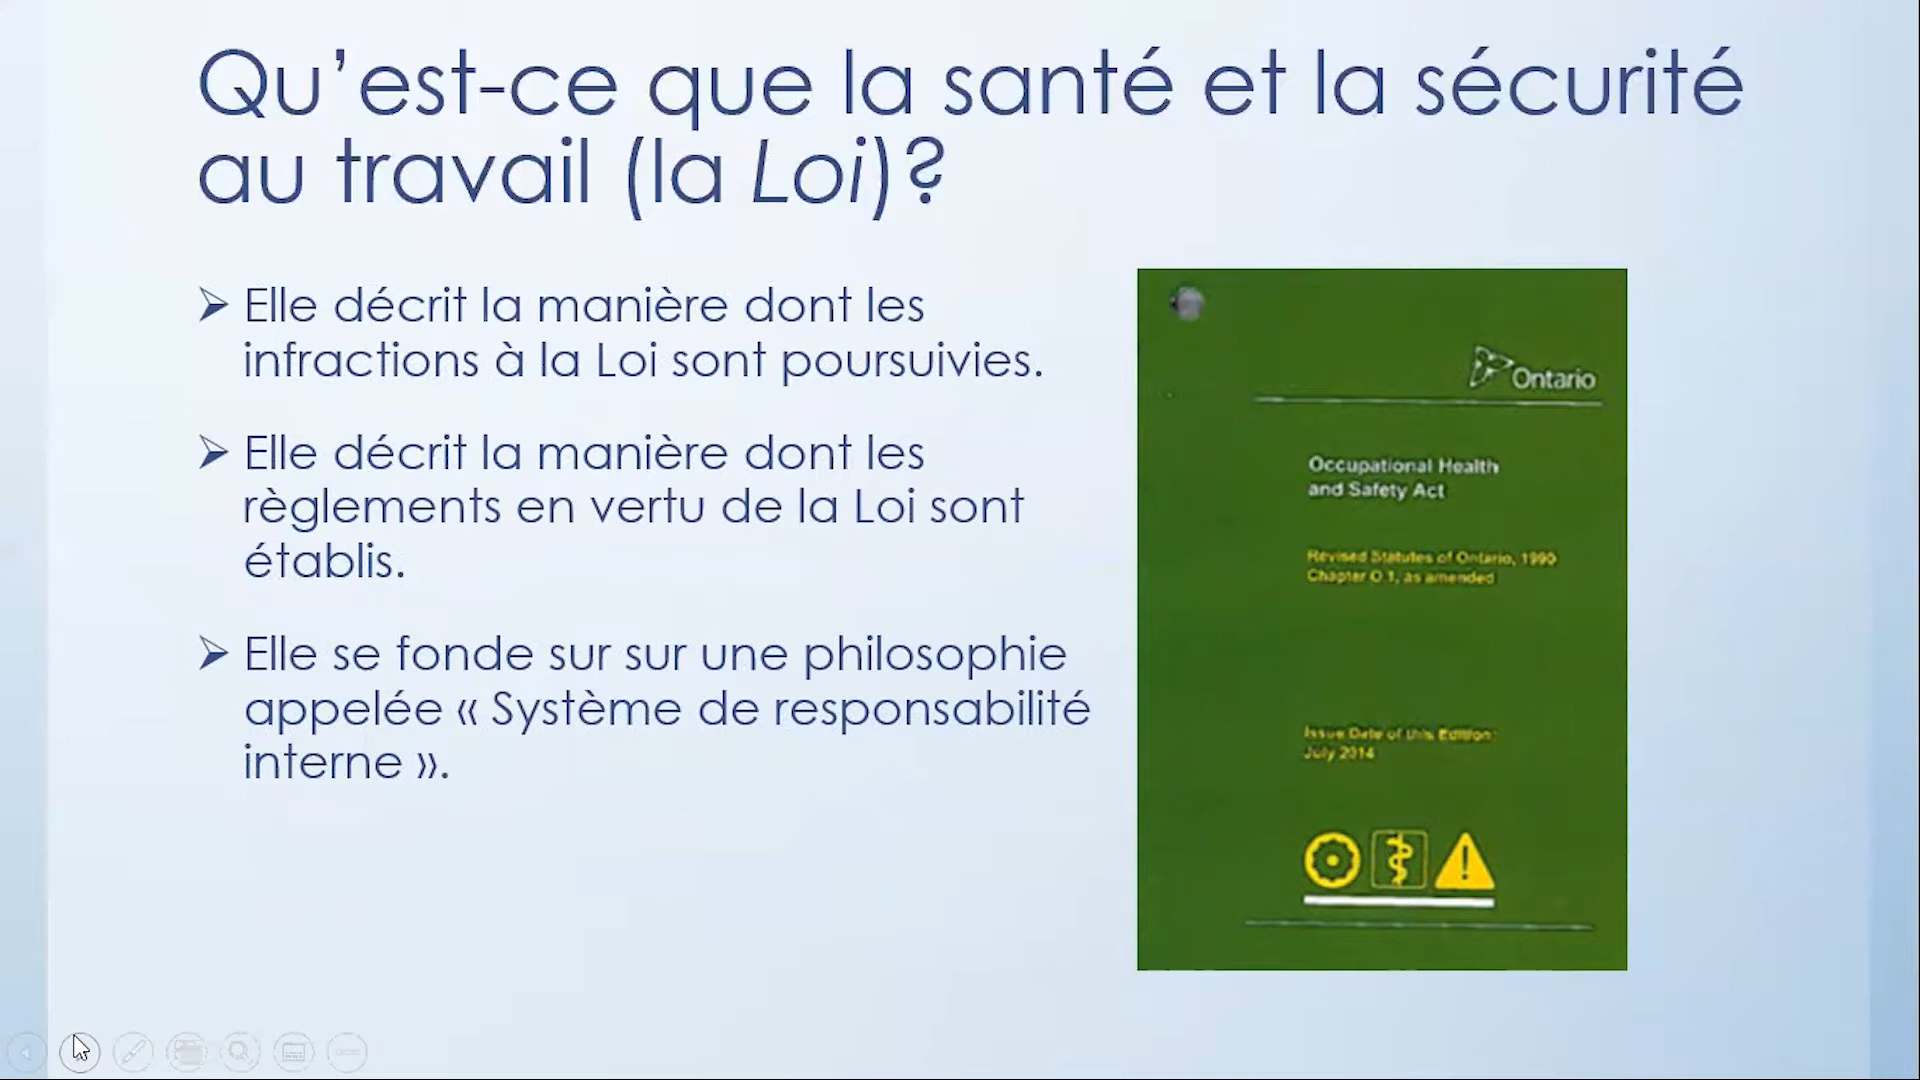 Qu’est-ce que la santé et la sécurité
au travail (la Loi)?
Elle décrit la manière dont les
infractions à la Loi sont poursuivies.
Elle décrit la manière dont les
règlements en vertu de la Loi sont
établis.
Elle se fonde sur sur une philosophie
appelée « Système de responsabilité
interne ».
Ontario
Occupational Health
and Safety Act
Revised Statutes of Ontario, 1990
Chapter O.1, as amended
Issue Date of this Edition:
July 2014